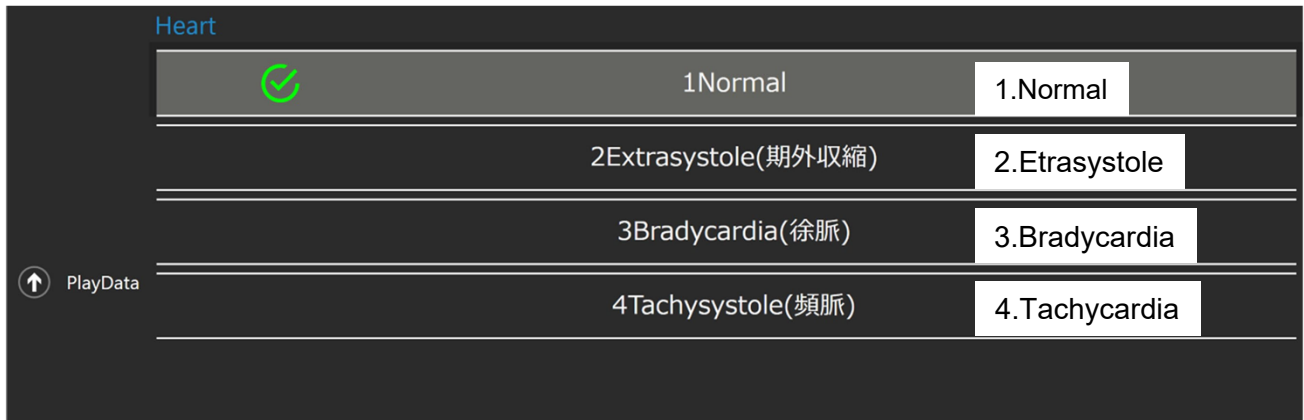 Heart
1Normal 1.Normal
2Extrasystole(期外収縮) 2.Etrasystole
3Bradycardia(徐脈) 3.Bradycardia
PlayData
4Tachysystole(頻脈) 4.Tachycardia